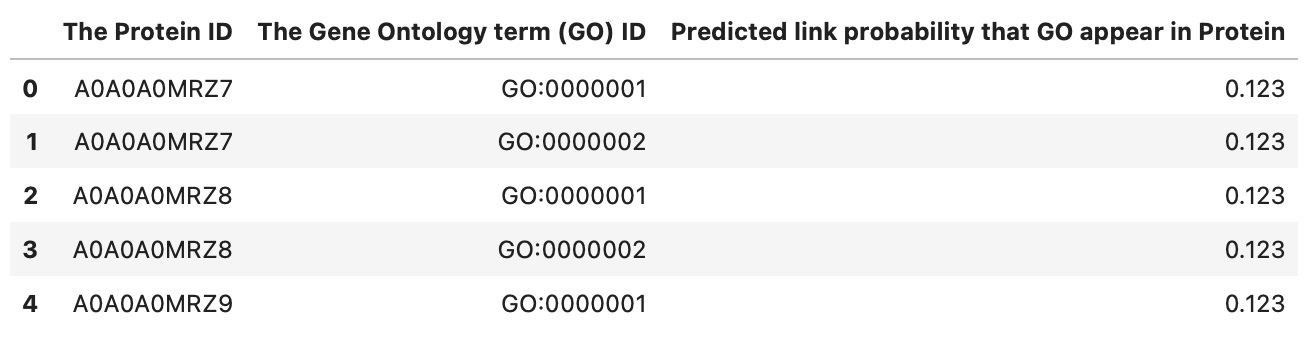 The Protein ID The Gene Ontology term (GO) ID Predicted link probability that GO appear in Protein
0 A0A0A0MRZ7 GO:0000001 0.123
1 A0A0A0MRZ7 GO:0000002 0.123
2 A0A0A0MRZ8 GO:0000001 0.123
3 A0A0A0MRZ8 GO:0000002 0.123
4 A0A0A0MRZ9 GO:0000001 0.123